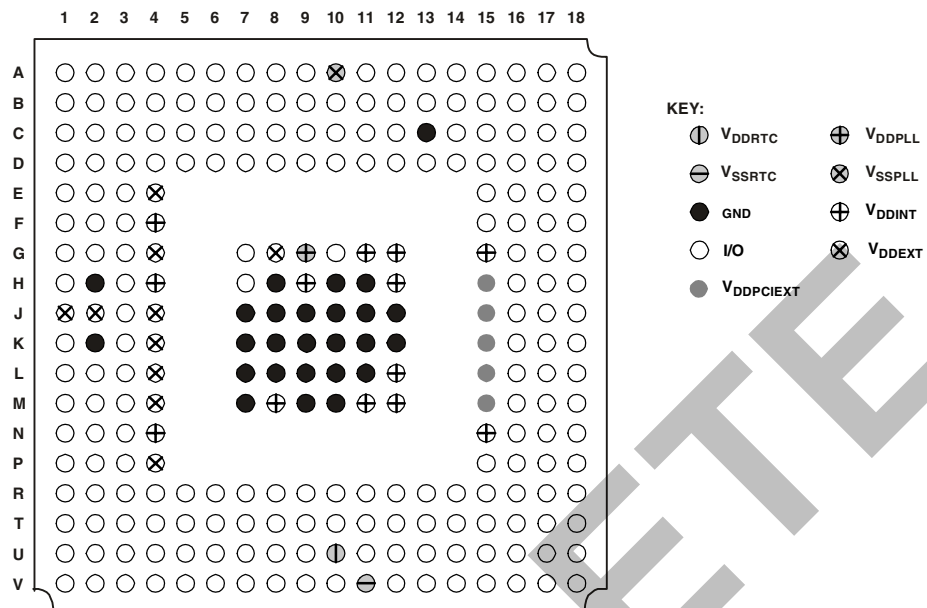 1 2 3 4 5 6 7 8 9 10 11 12 13 14 15 16 17 18
A
B
C
D
E
F
G
H
J
K
L
M
N
P
R
T
U
V
KEY:
VDDRTC VDDPLL
VSSRTC VSSPLL
GND VDDINT
I/O VDDEXT
VDDPCIEXT
ETE